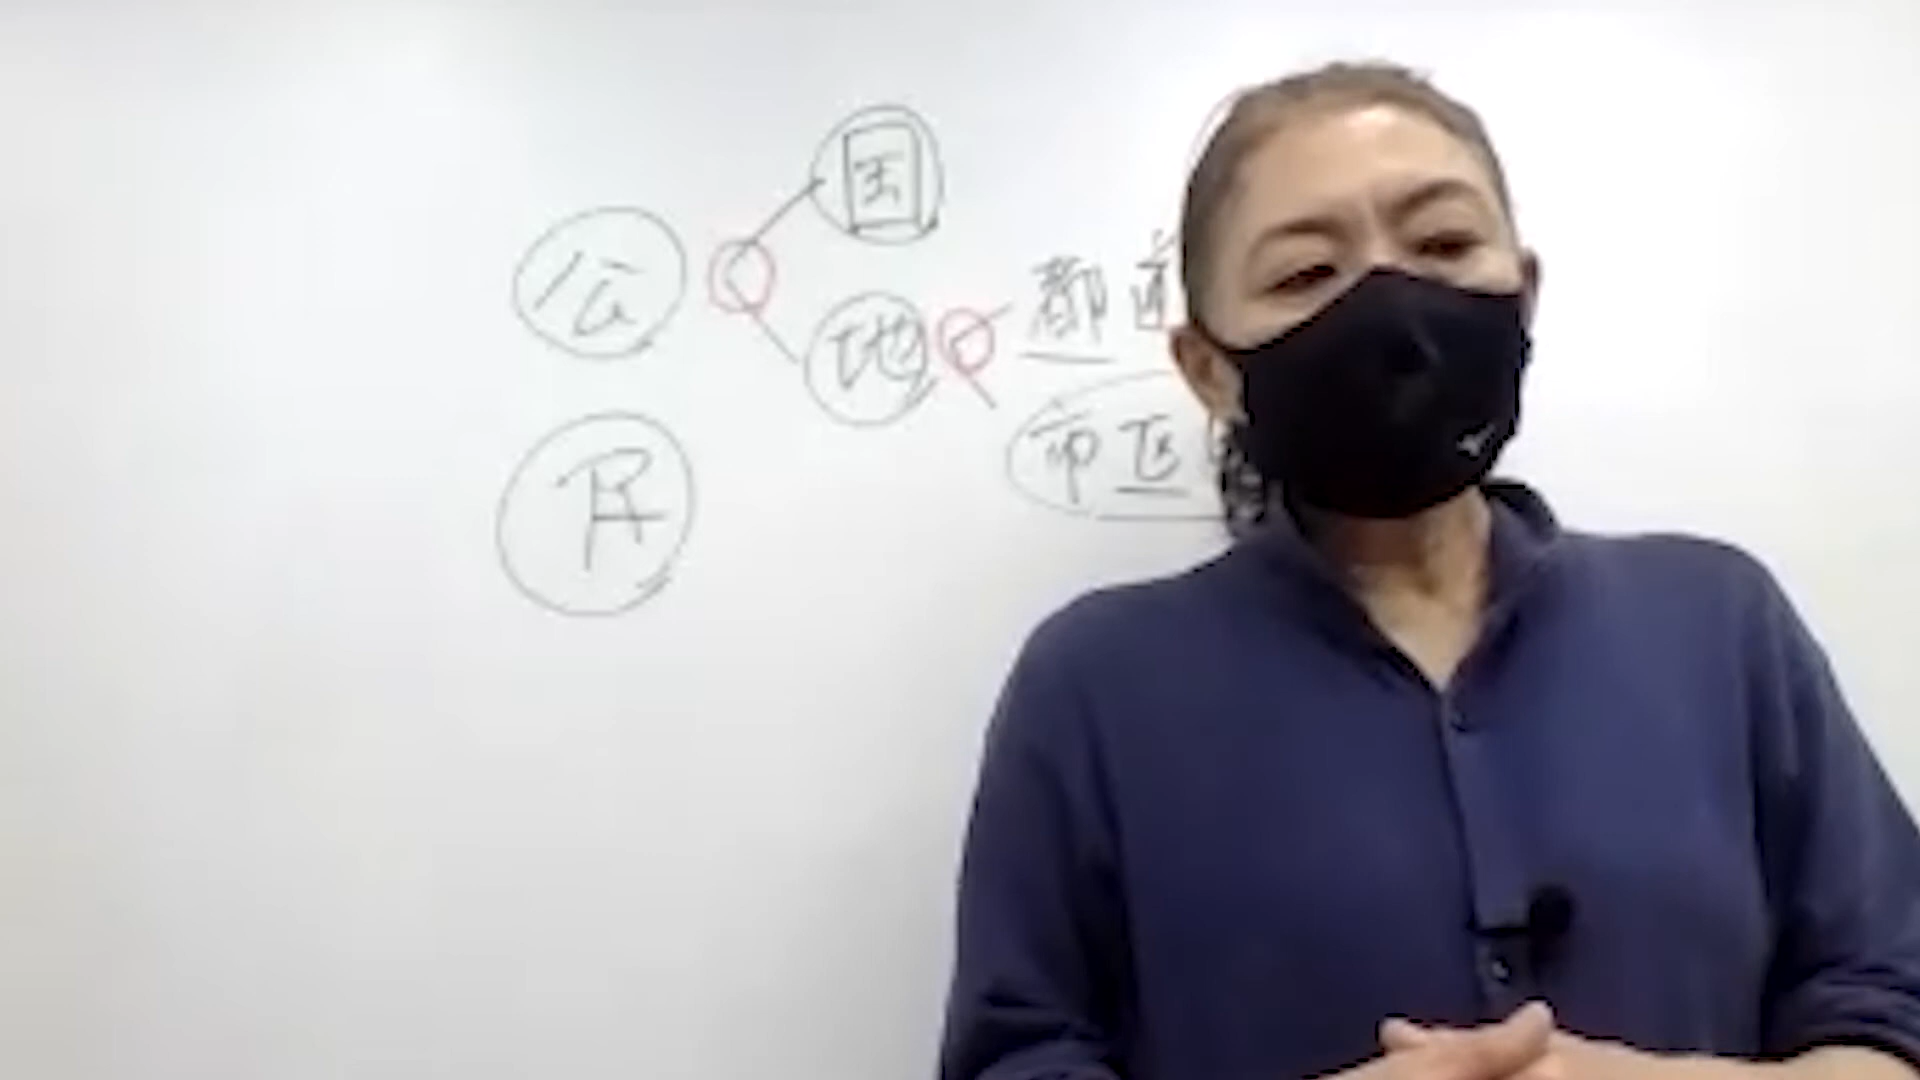 国
公
都道
地
市区
民